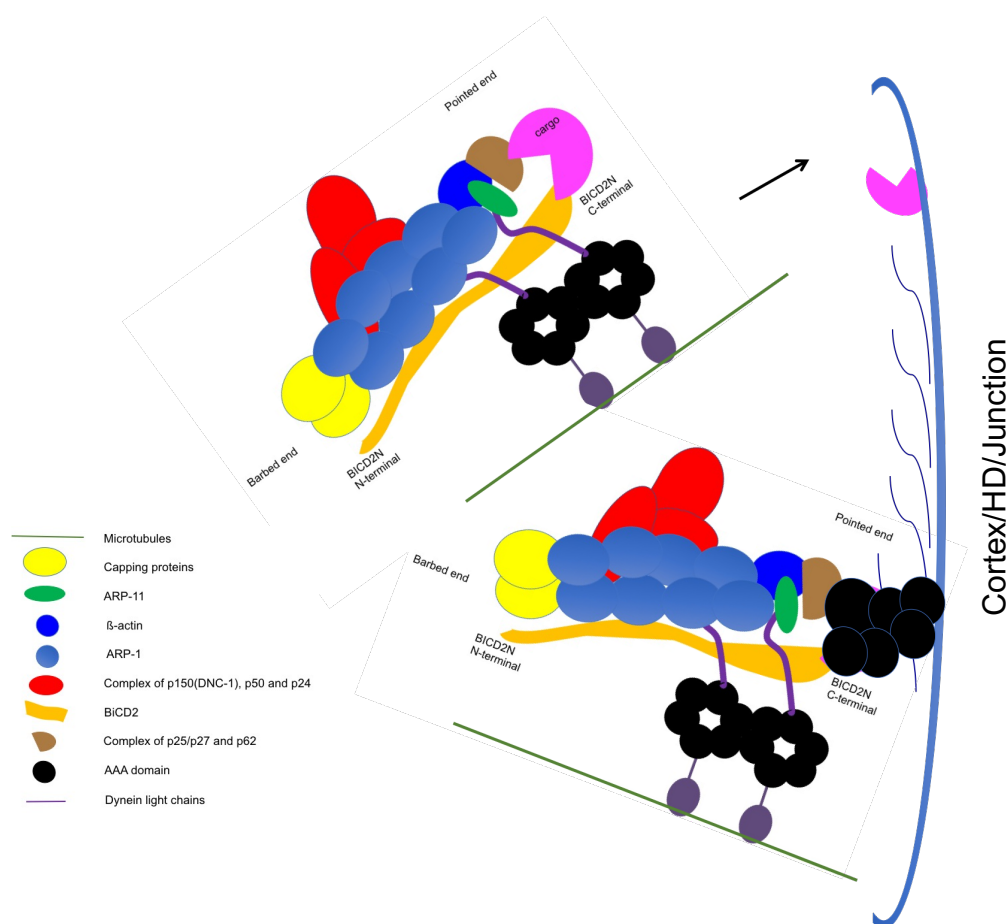 Pointed end
cargo
BICD2N
C-terminal
Barbed end
BICD2N
N-terminal
Cortex/HD/Junction
Pointed end
Barbed end
BICD2N
N-terminal
BICD2N
C-terminal
Microtubules
Capping proteins
ARP-11
ß-actin
ARP-1
Complex of p150(DNC-1), p50 and p24
BiCD2
Complex of p25/p27 and p62
AAA domain
Dynein light chains